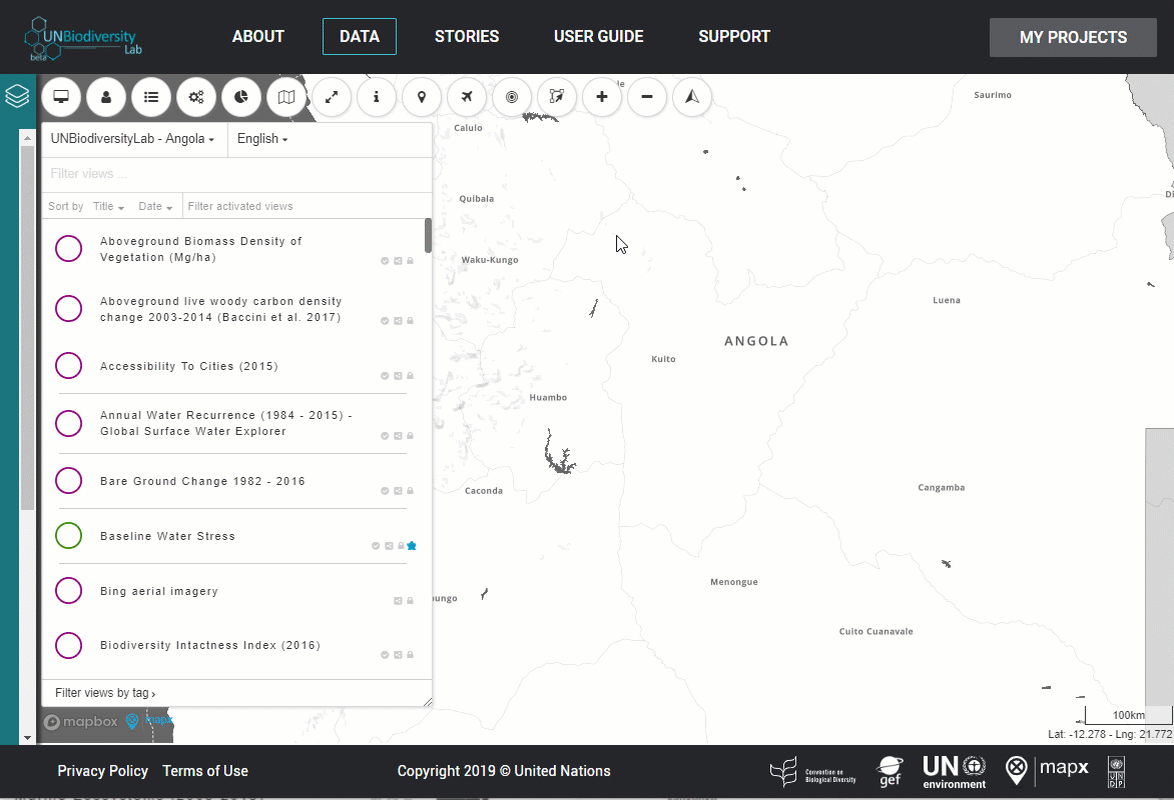 UNBiodiversity
Lab
beta
ABOUT
DATA
STORIES
USER GUIDE
SUPPORT
MY PROJECTS
UNBiodiversityLab - Angola
English
Filter views ...
Sort by Title Date Filter activated views
Aboveground Biomass Density of
Vegetation (Mg/ha)
Aboveground live woody carbon density
change 2003-2014 (Baccini et al. 2017)
Accessibility To Cities (2015)
Annual Water Recurrence (1984 - 2015) -
Global Surface Water Explorer
Bare Ground Change 1982 - 2016
Baseline Water Stress
Bing aerial imagery
Biodiversity Intactness Index (2016)
Filter views by tag ›
mapbox mapx
Saurimo
Calulo
Quibala
Waku-Kungo
Luena
ANGOLA
Kuito
Huambo
Caconda
Cangamba
Menongue
ungo
Cuito Cuanavale
100km
Lat: -12.278 - Lng: 21.772
Privacy Policy
Terms of Use
Copyright 2019 © United Nations
Convention on
Biological Diversity
gef
UN
environment
mapx
UN
DP